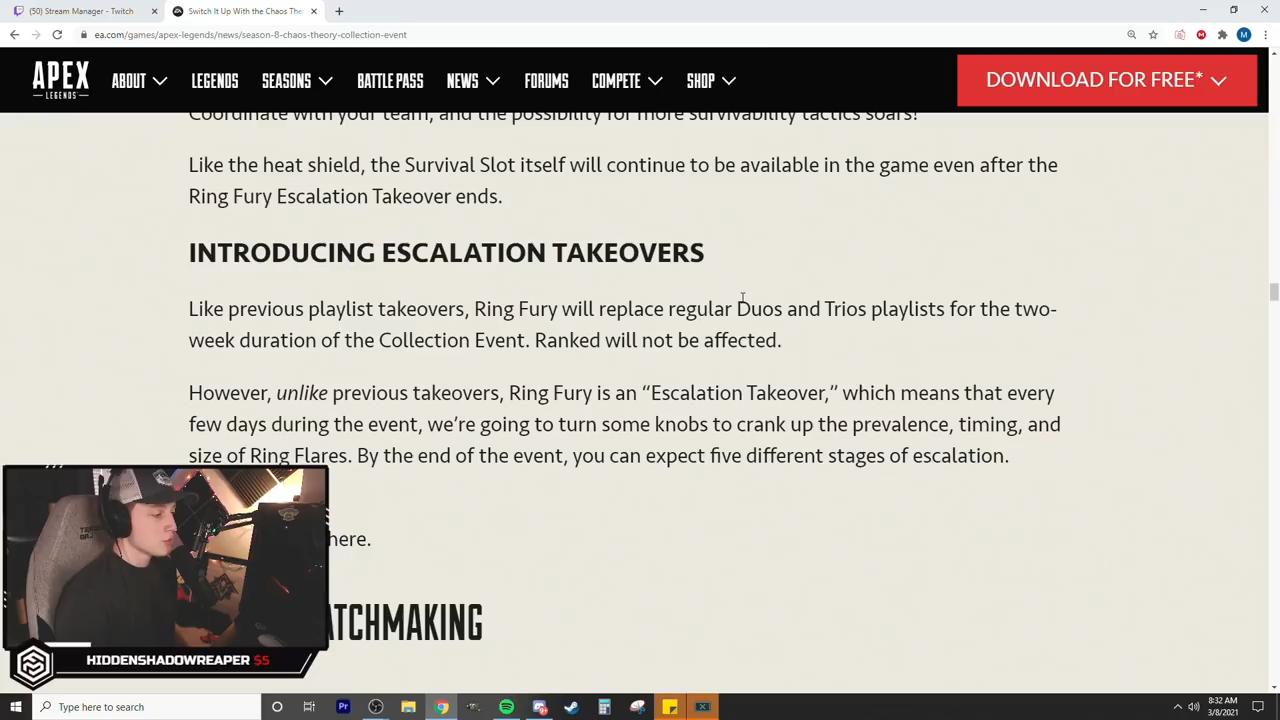 (50) Stream Manager - Twitch
Switch It Up With the Chaos The
ea.com/games/apex-legends/news/season-8-chaos-theory-collection-event
M
APEX
LEGENDS
ABOUT
LEGENDS
SEASONS
BATTLE PASS
NEWS
FORUMS
COMPETE
SHOP
DOWNLOAD FOR FREE*
Coordinate with your team, and the possibility for more survivability tactics soars!
Like the heat shield, the Survival Slot itself will continue to be available in the game even after the
Ring Fury Escalation Takeover ends.
INTRODUCING ESCALATION TAKEOVERS
Like previous playlist takeovers, Ring Fury will replace regular Duos and Trios playlists for the two-
week duration of the Collection Event. Ranked will not be affected.
However, unlike previous takeovers, Ring Fury is an “Escalation Takeover,” which means that every
few days during the event, we’re going to turn some knobs to crank up the prevalence, timing, and
size of Ring Flares. By the end of the event, you can expect five different stages of escalation.
here.
ATCHMAKING
HIDDENSHADOWREAPER $5
Type here to search
Pr
8:32 AM
3/8/2021